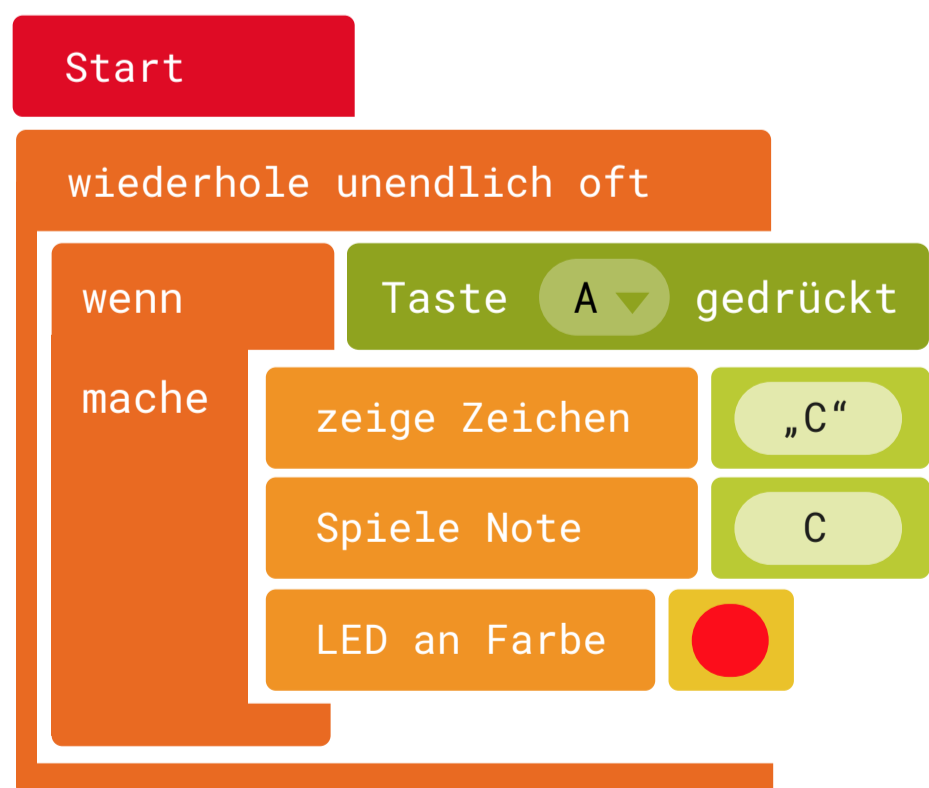 Start
wiederhole unendlich oft
wenn Taste A gedrückt
mache
zeige Zeichen „C“
Spiele Note C
LED an Farbe